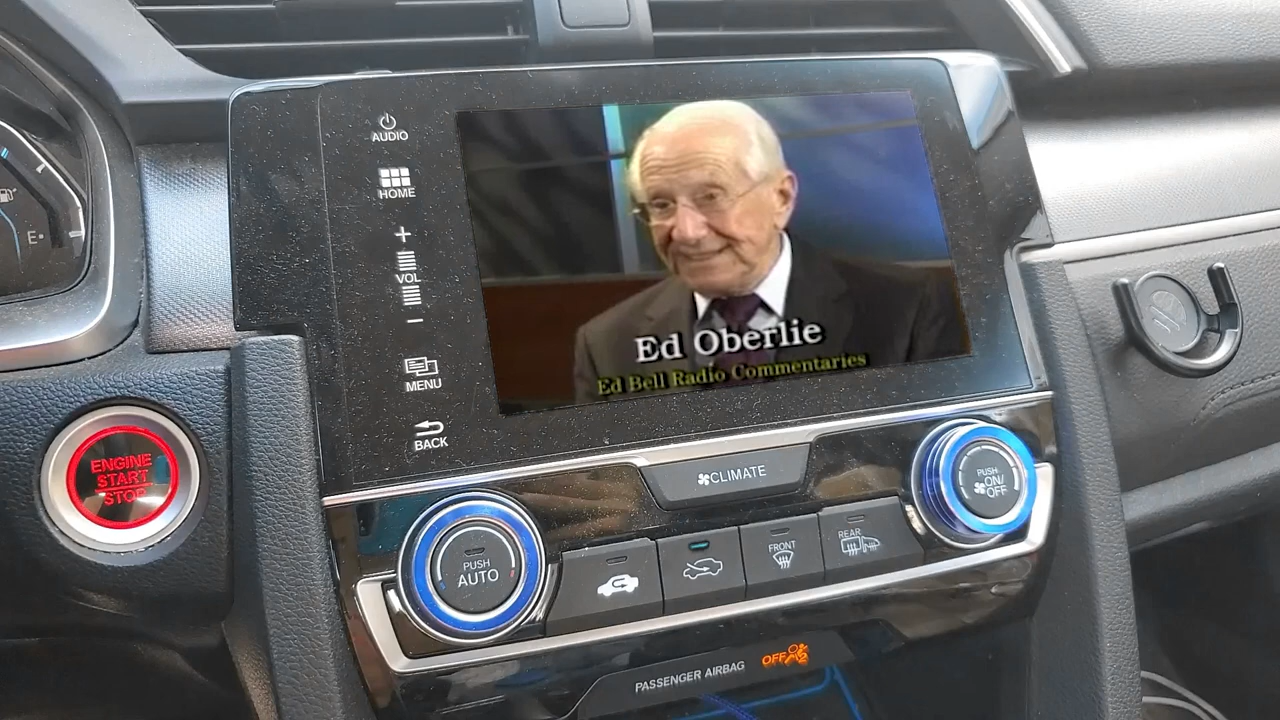 AUDIO
HOME
+
VOL
-
MENU
BACK
Ed Oberlie
Ed Bell Radio Commentaries
E
ENGINE
START
STOP
CLIMATE
PUSH
ON/
OFF
PUSH
AUTO
FRONT
REAR
PASSENGER AIRBAG
OFF